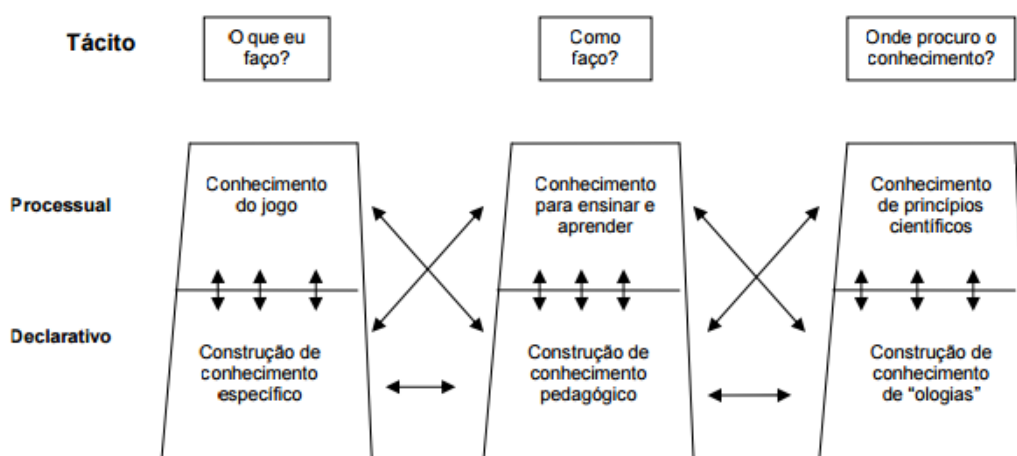 Tácito
O que eu
faço?
Como
faço?
Onde procuro o
conhecimento?
Processual
Conhecimento
do jogo
Conhecimento
para ensinar e
aprender
Conhecimento
de princípios
científicos
Declarativo
Construção de
conhecimento
específico
Construção de
conhecimento
pedagógico
Construção de
conhecimento
de “ologias”